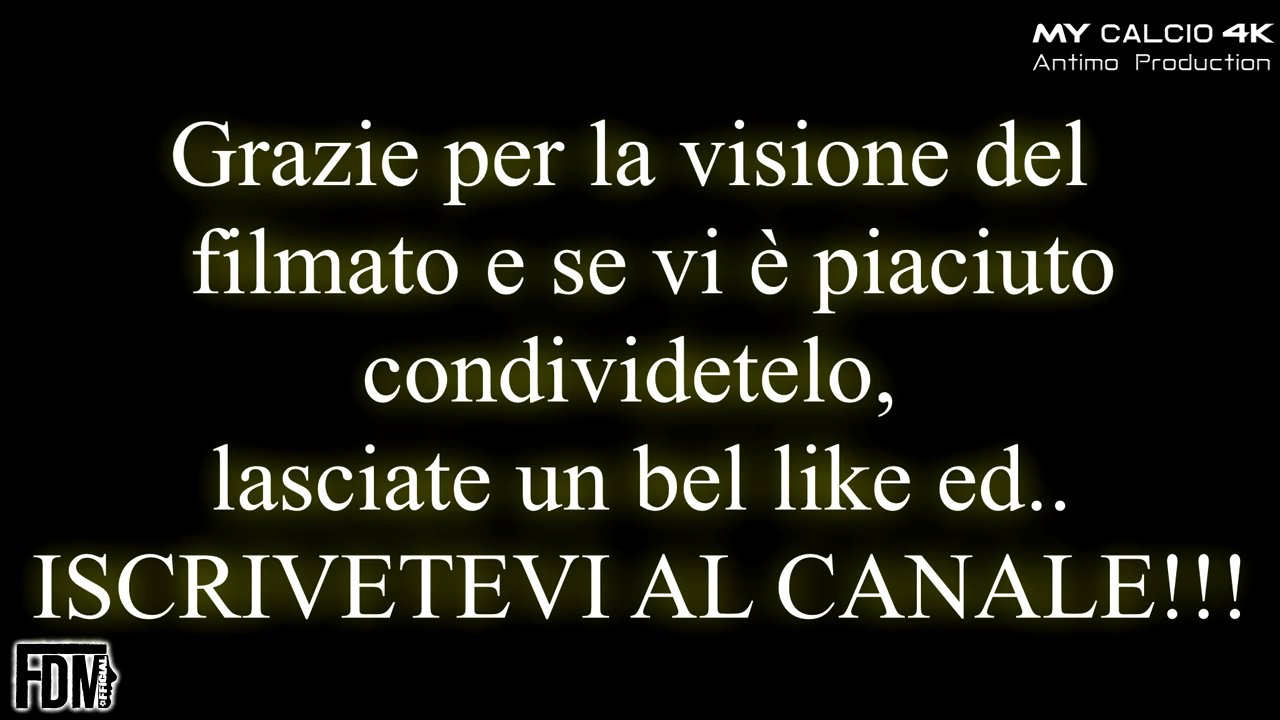 MY CALCIO 4K
Antimo Production
Grazie per la visione del
filmato e se vi è piaciuto
condividetelo,
lasciate un bel like ed..
ISCRIVETEVI AL CANALE!!!
FDM
OFFICIAL